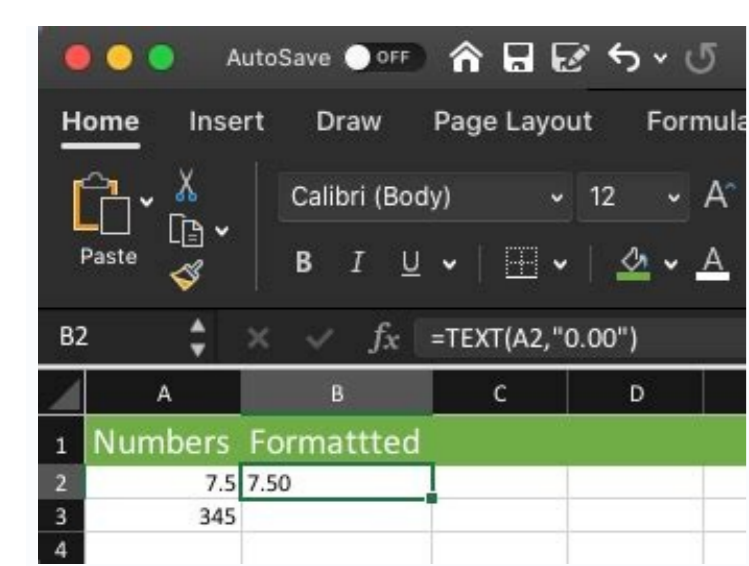 AutoSave OFF
Home Insert Draw Page Layout Formula
Calibri (Body) 12 A^
Paste B I U A
B2 fx =TEXT(A2,"0.00")
A B C D
1 Numbers Formattted
2 7.5 7.50
3 345
4